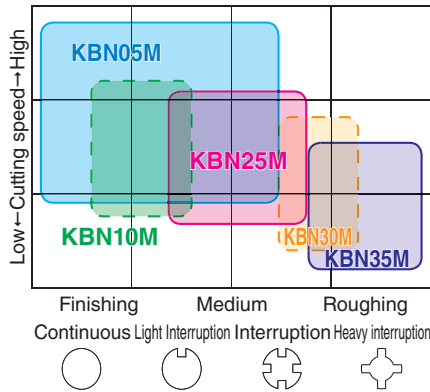 Low←Cutting speed→High
KBN05M
KBN25M
KBN10M
KBN30M
KBN35M
Finishing Medium Roughing
Continuous Light Interruption Interruption Heavy interruption